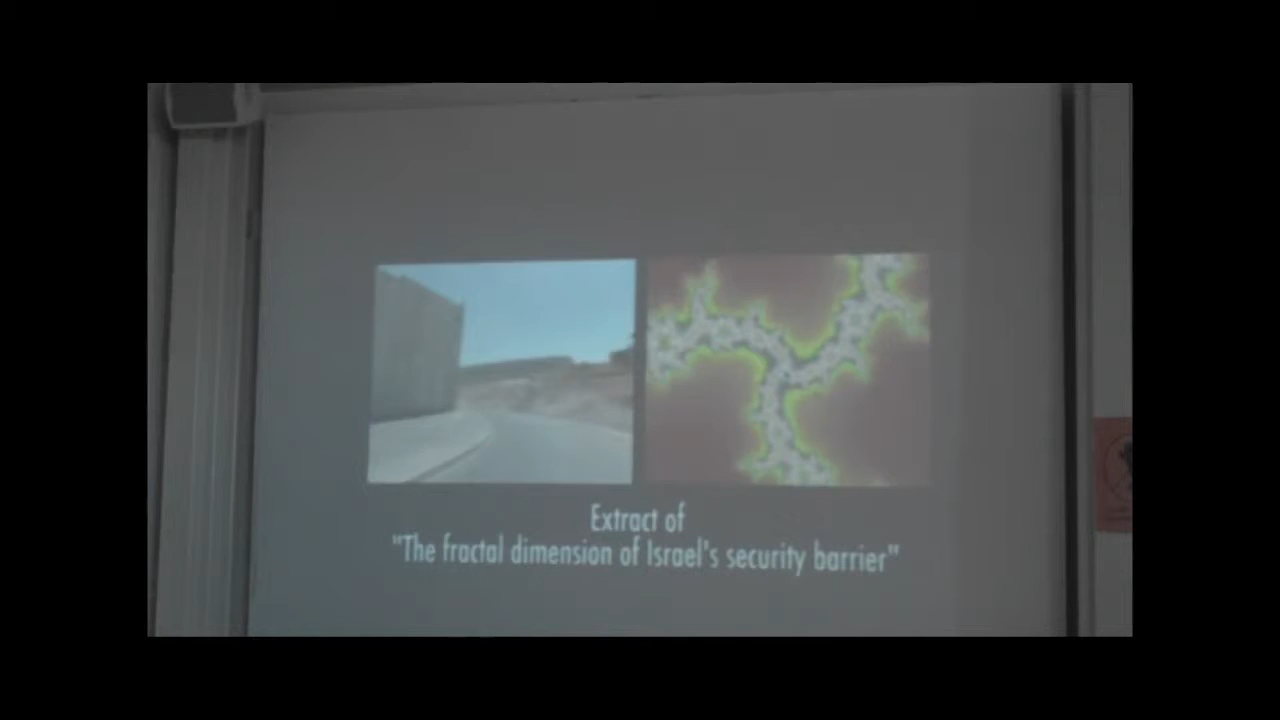 Extract of
"The fractal dimension of Israel's security barrier"